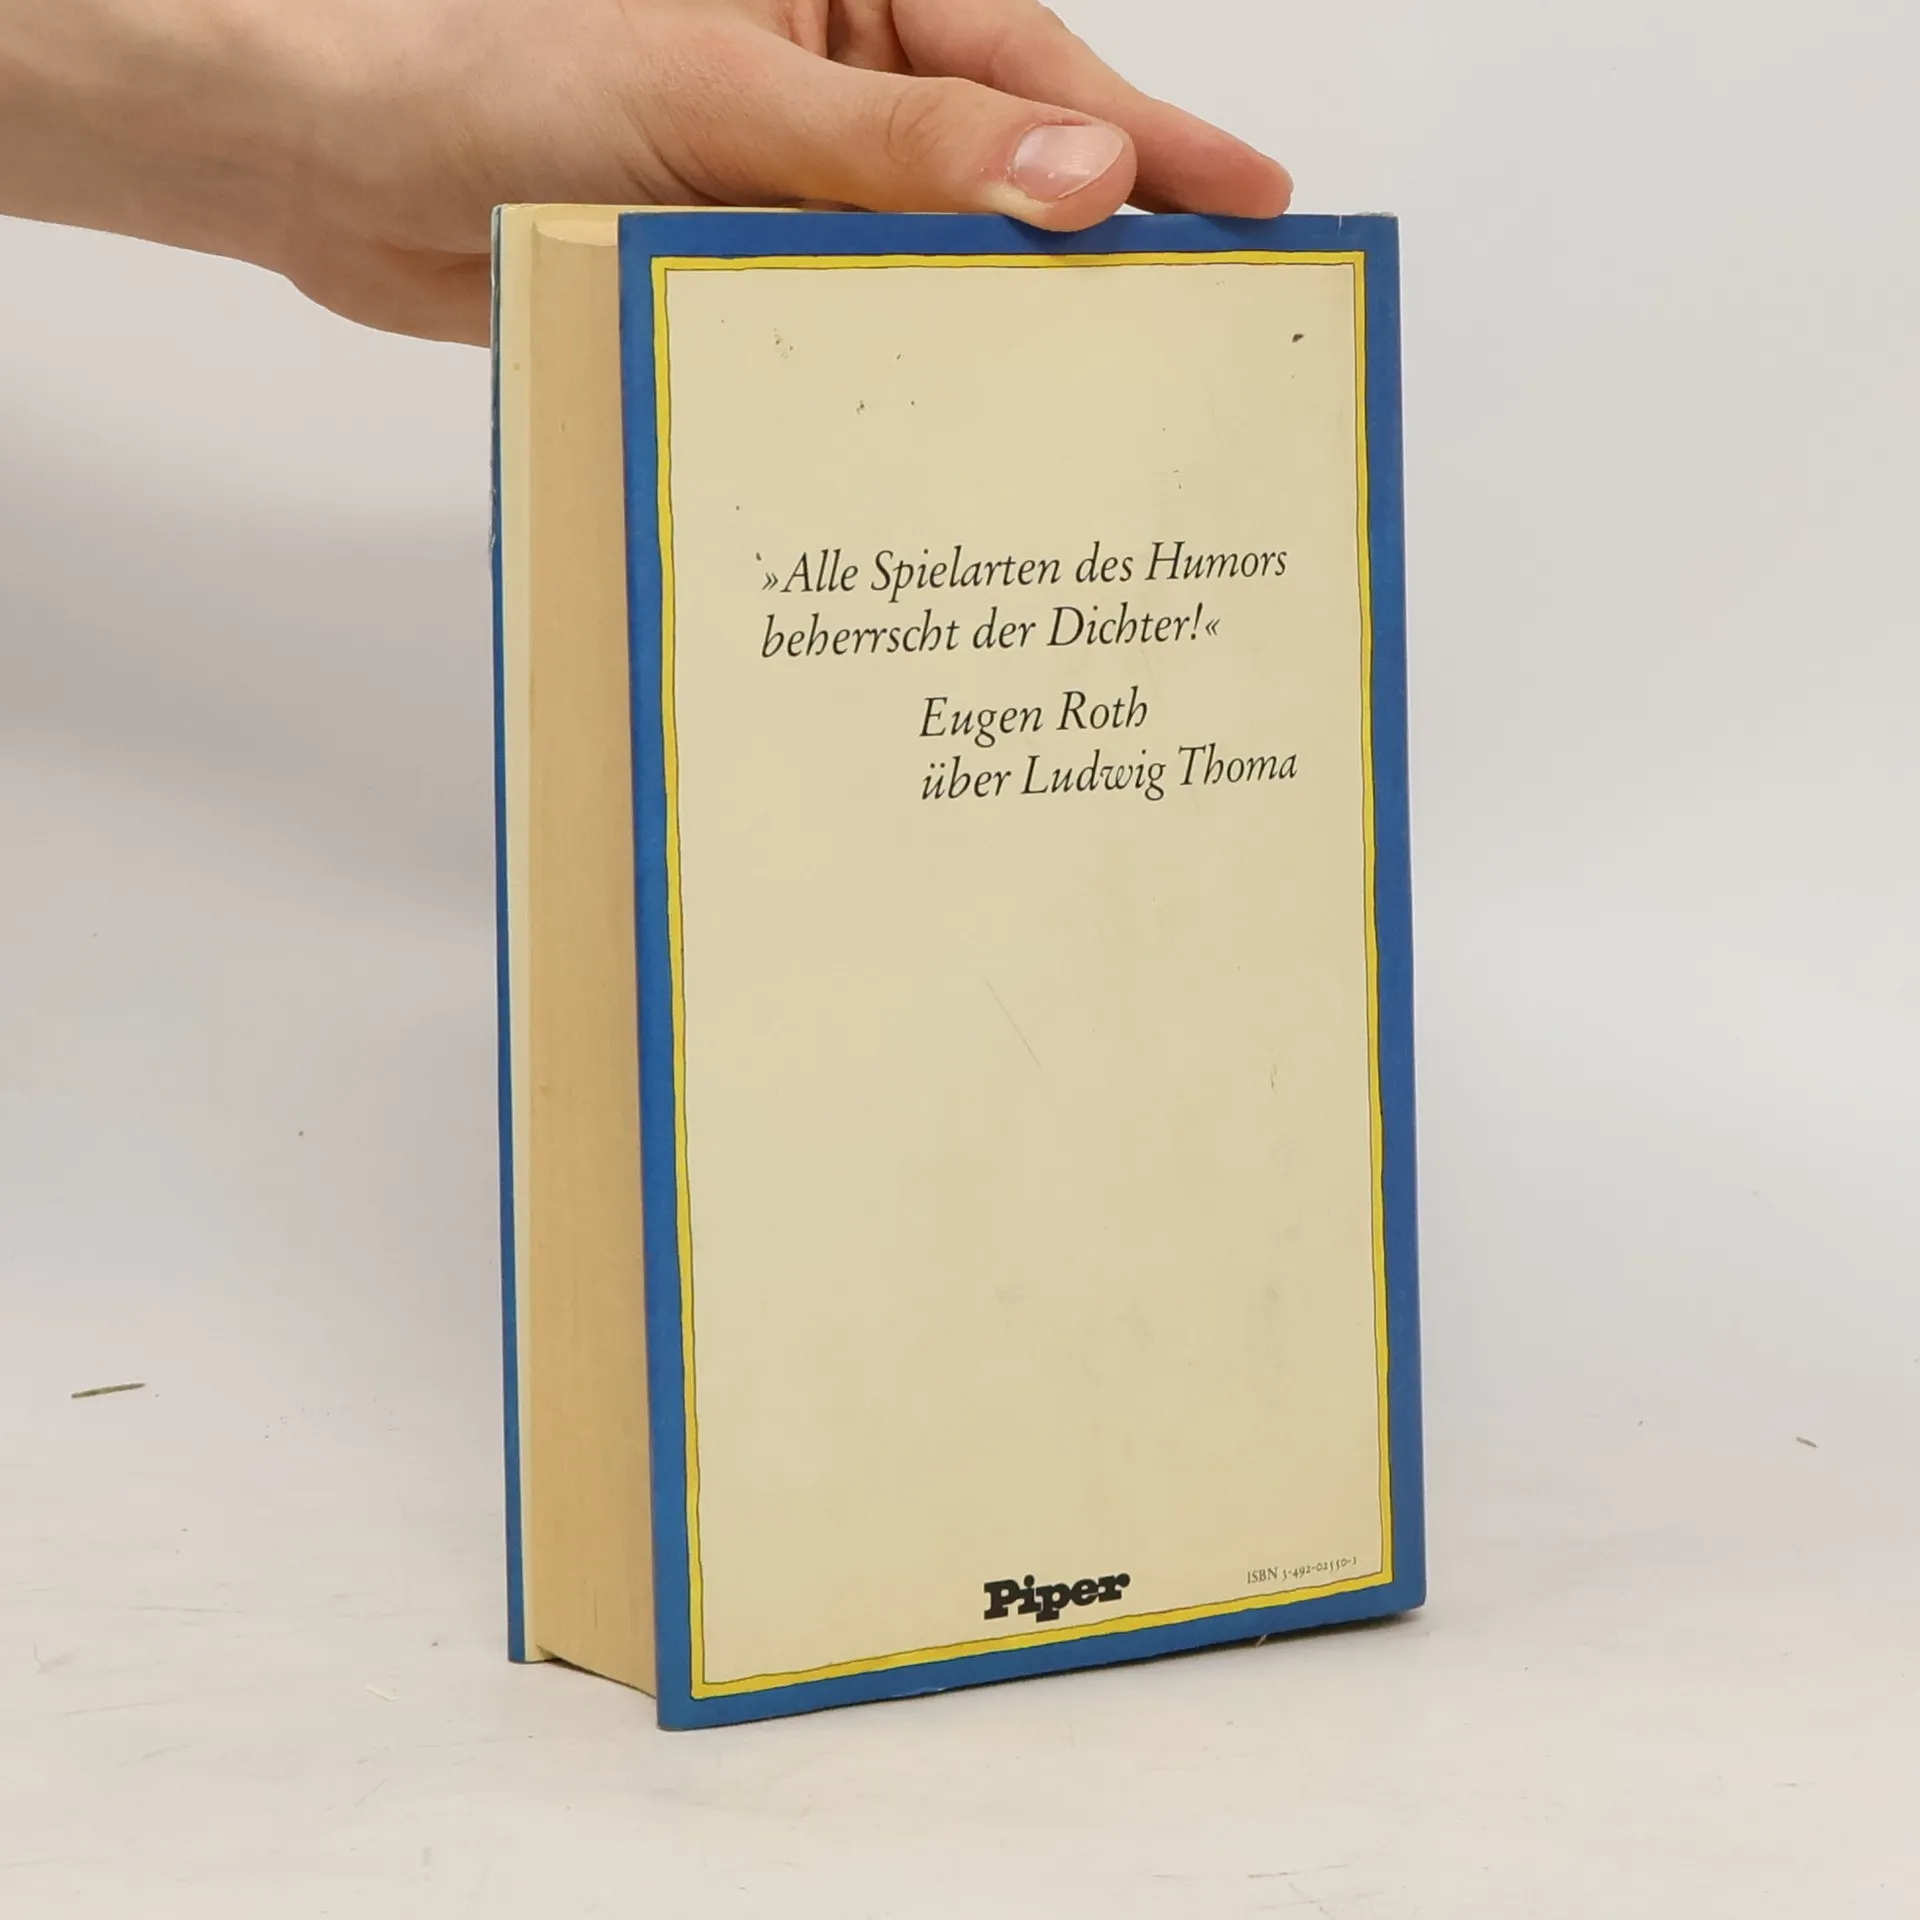 »Alle Spielarten des Humors
beherrscht der Dichter!«
Eugen Roth
über Ludwig Thoma
Piper
ISBN 3-492-02550-1